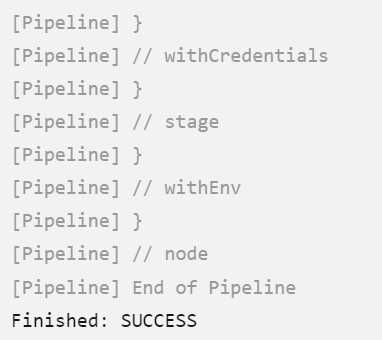 [Pipeline] }
[Pipeline] // withCredentials
[Pipeline] }
[Pipeline] // stage
[Pipeline] }
[Pipeline] // withEnv
[Pipeline] }
[Pipeline] // node
[Pipeline] End of Pipeline
Finished: SUCCESS